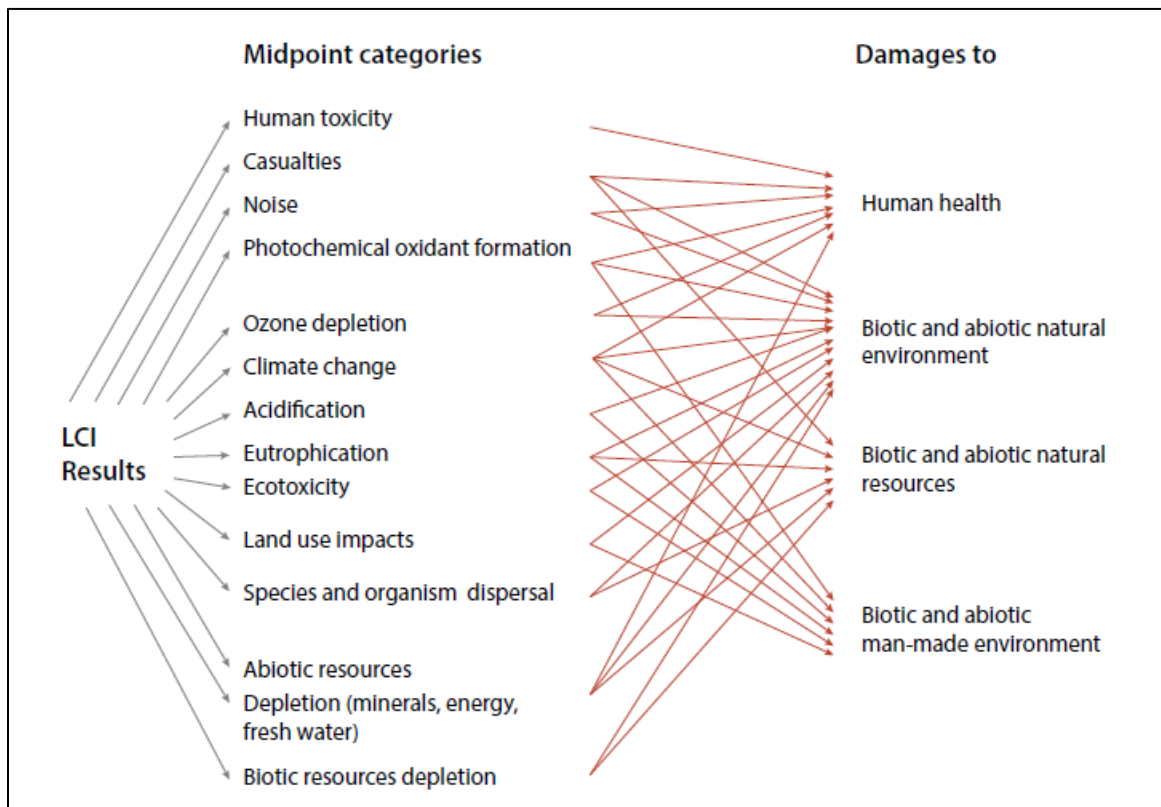 Midpoint categories
Damages to
Human toxicity
Casualties
Noise
Photochemical oxidant formation
Ozone depletion
Climate change
Acidification
Eutrophication
Ecotoxicity
Land use impacts
Species and organism dispersal
Abiotic resources
Depletion (minerals, energy,
fresh water)
Biotic resources depletion
LCI
Results
Human health
Biotic and abiotic natural
environment
Biotic and abiotic natural
resources
Biotic and abiotic
man-made environment